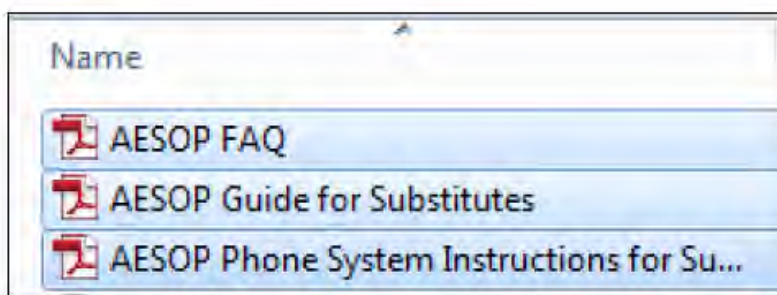 Name
AESOP FAQ
AESOP Guide for Substitutes
AESOP Phone System Instructions for Su...